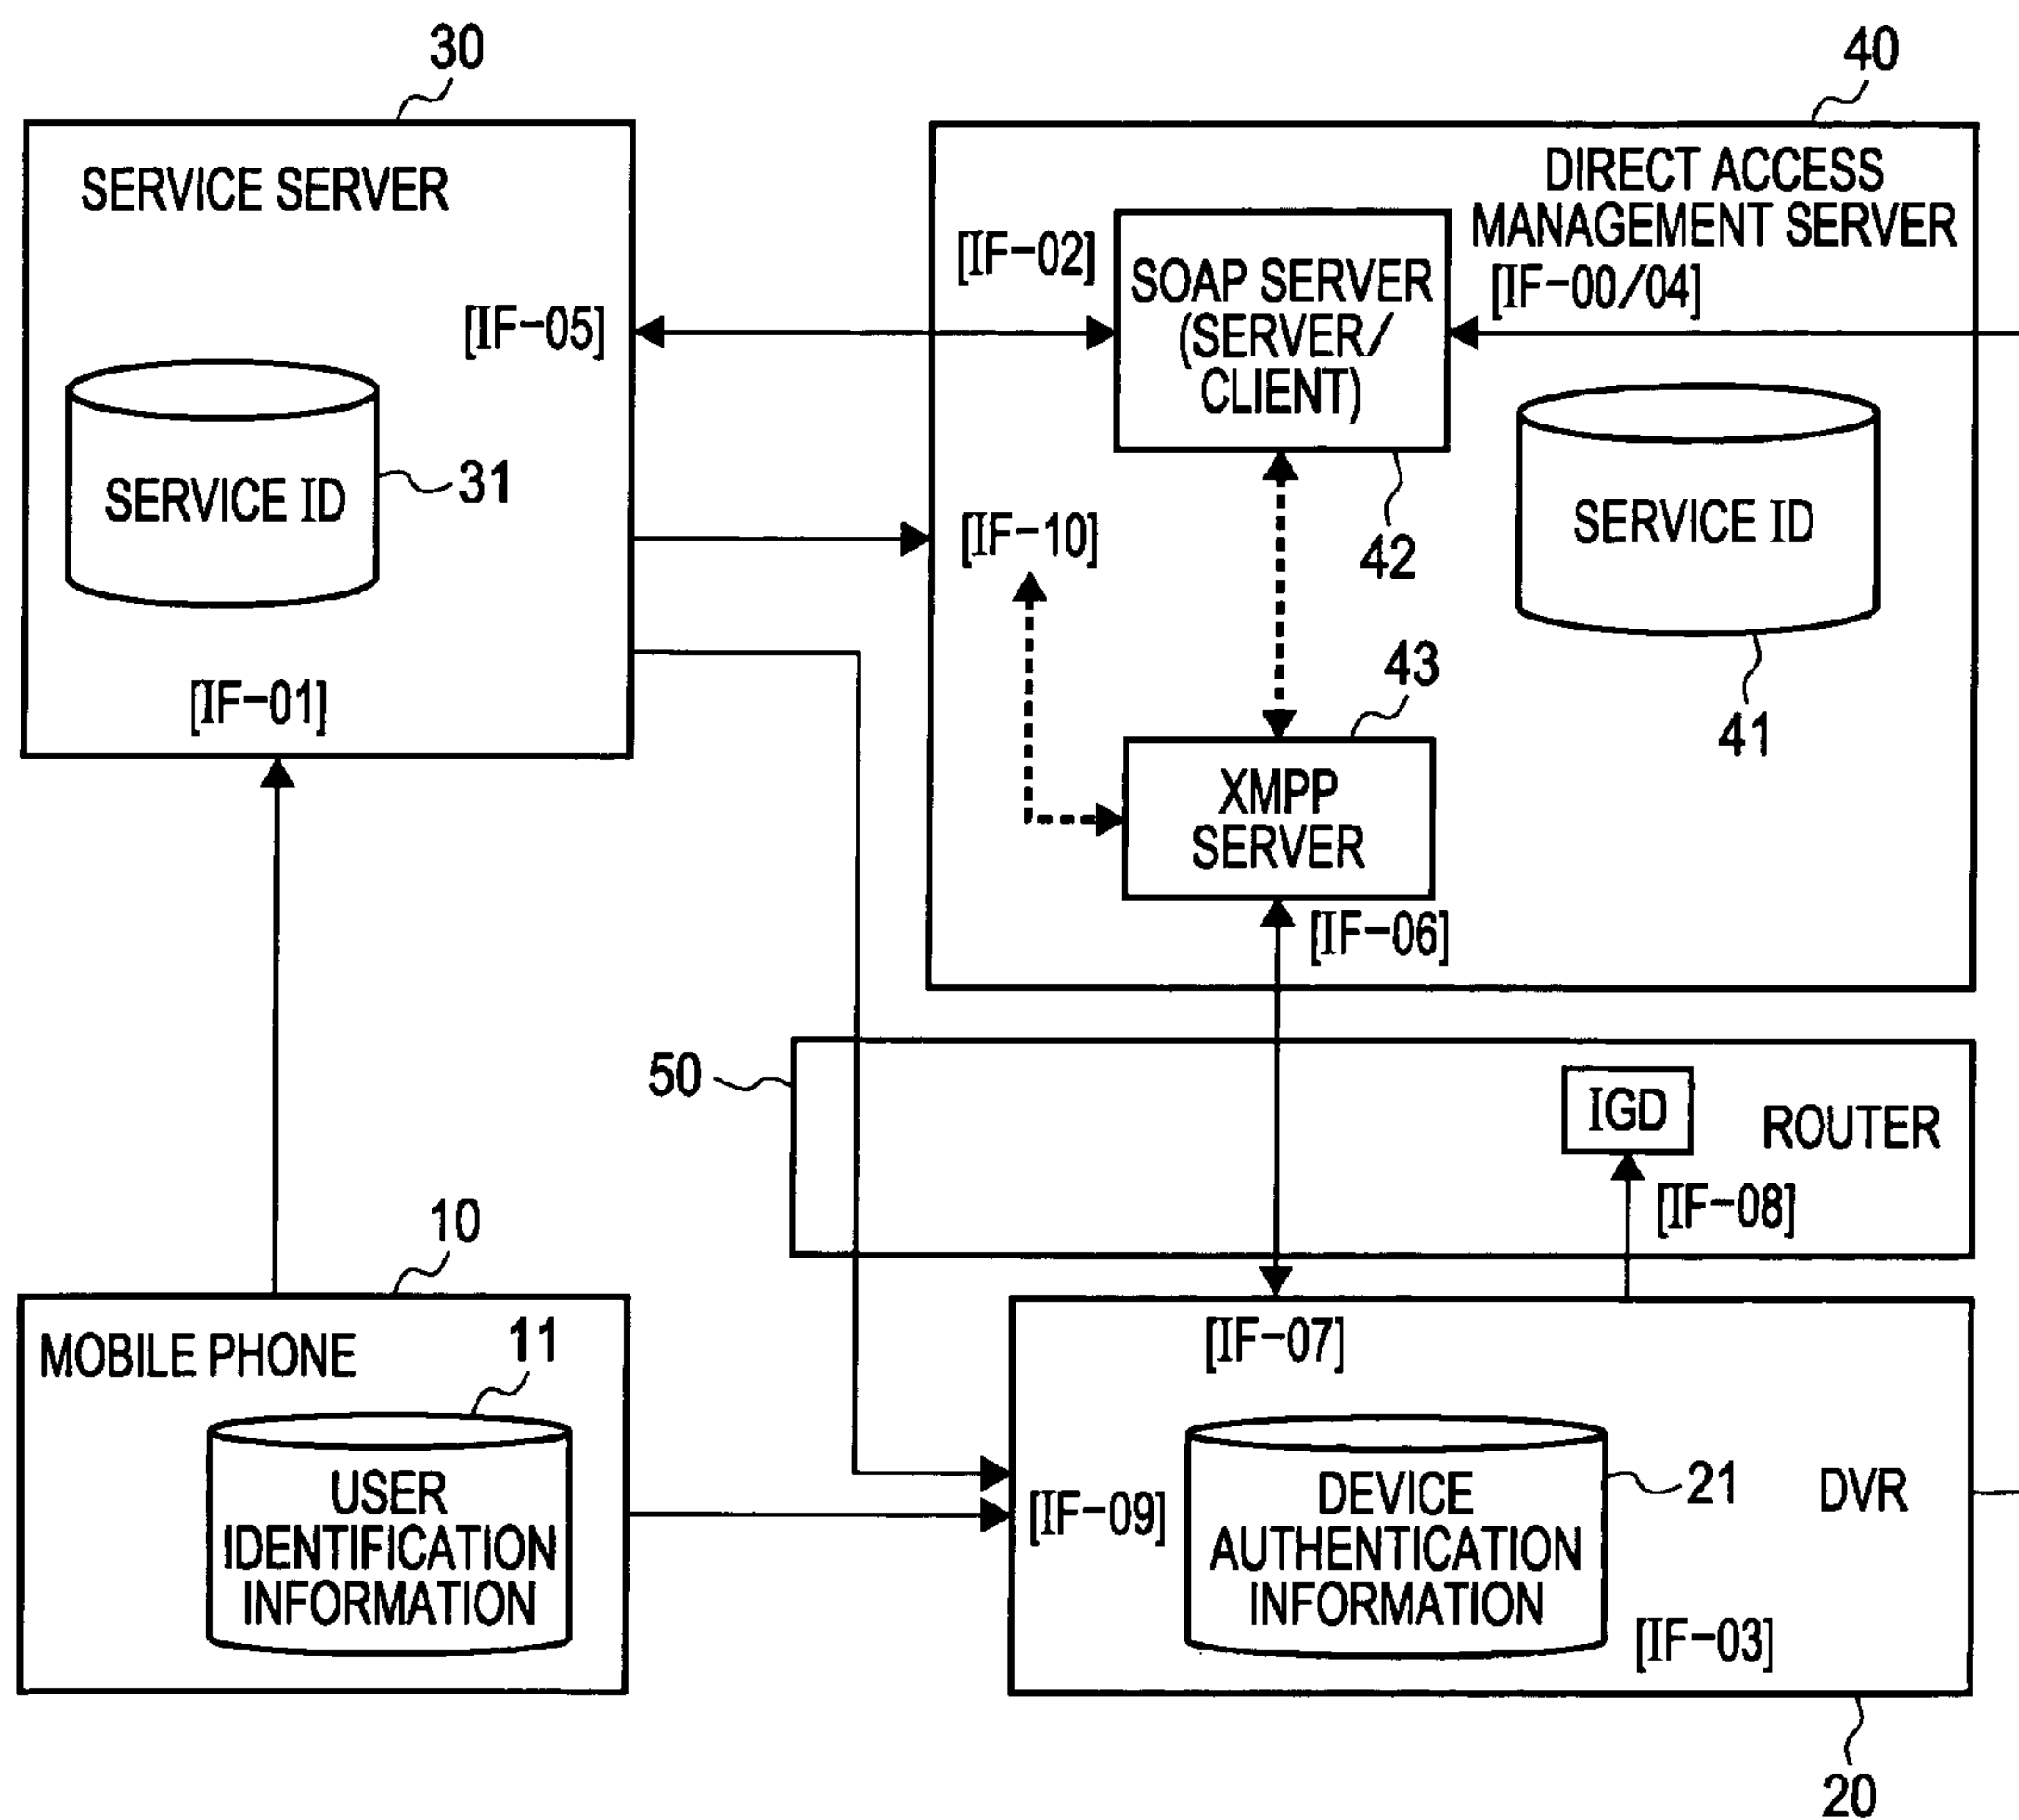 30
SERVICE SERVER
[IF-05]
SERVICE ID
31
[IF-01]
40
DIRECT ACCESS
MANAGEMENT SERVER
[IF-02]
SOAP SERVER
(SERVER/
CLIENT)
[IF-00/04]
42
SERVICE ID
41
[IF-10]
43
XMPP
SERVER
[IF-06]
50
IGD
ROUTER
[IF-08]
10
MOBILE PHONE
11
USER
IDENTIFICATION
INFORMATION
[IF-07]
[IF-09]
DEVICE
AUTHENTICATION
INFORMATION
21
DVR
[IF-03]
20